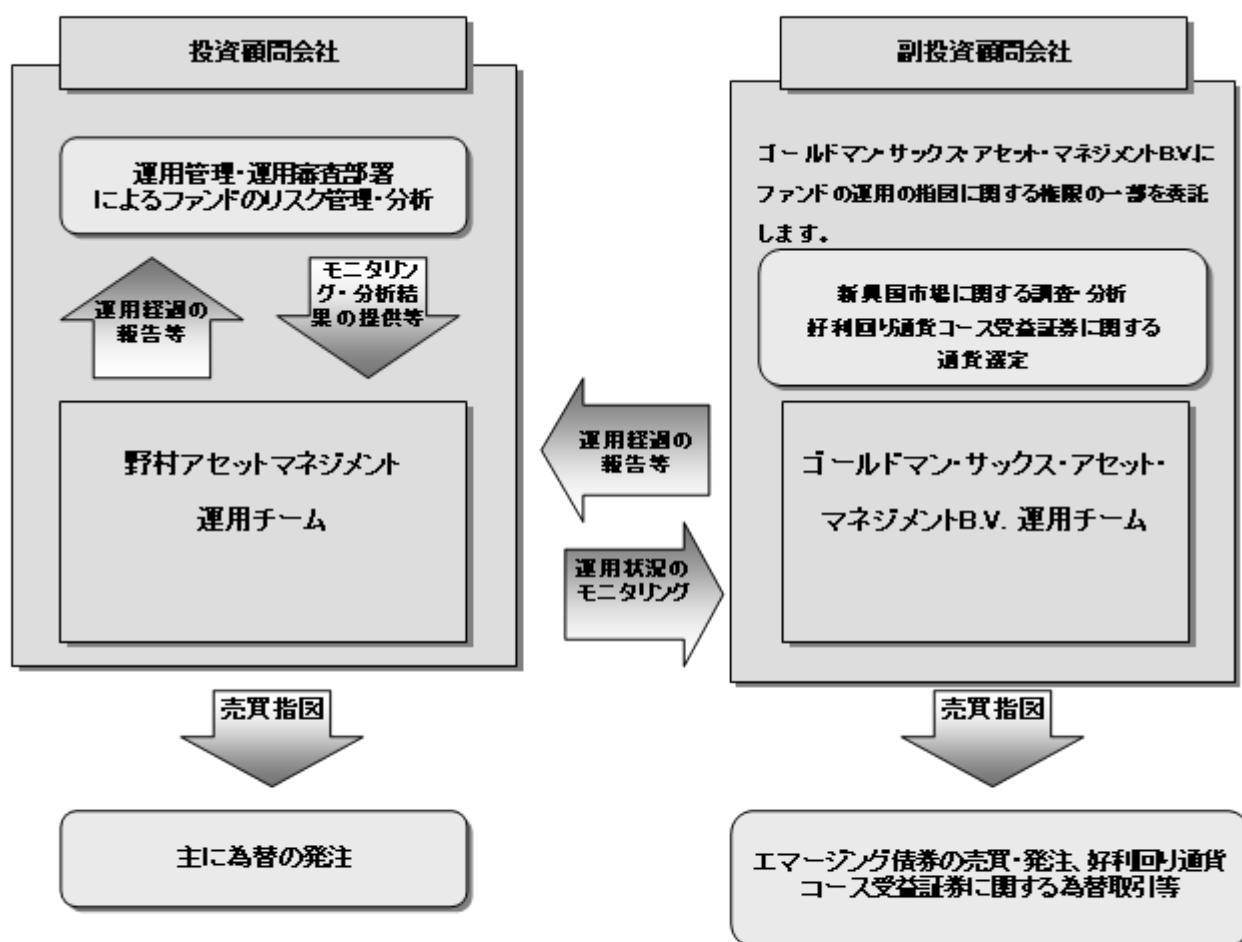 投資顧問会社
運用管理・運用審査部署
によるファンドのリスク管理・分析
運用経過の
報告等
モニタリン
グ・分析結
果の提供等
野村アセットマネジメント
運用チーム
売買指図
主に為替の発注
運用経過の
報告等
運用状況の
モニタリング
副投資顧問会社
ゴールドマン・サックス・アセット・マネジメントB.V.に
ファンドの運用の指図に関する権限の一部を委託
します。
新興国市場に関する調査・分析
好利回り通貨コース受益証券に関する
通貨選定
ゴールドマン・サックス・アセット・
マネジメントB.V. 運用チーム
売買指図
エマージング債券の売買・発注、好利回り通貨
コース受益証券に関する為替取引等